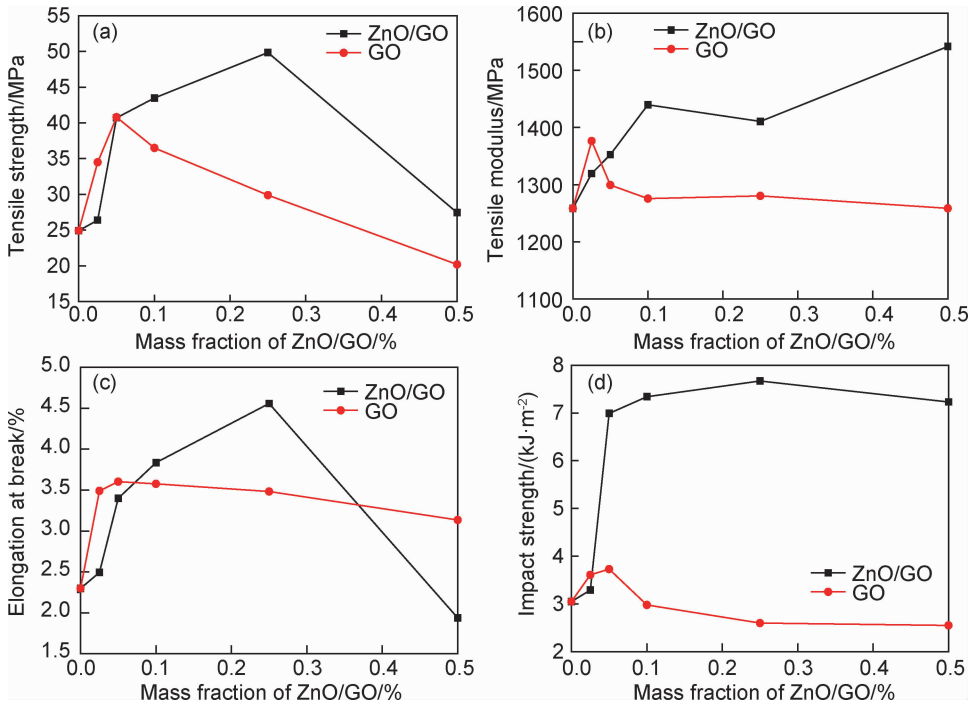 (a)
ZnO/GO
GO
Tensile strength/MPa
55
50
45
40
35
30
25
20
15
0.0 0.1 0.2 0.3 0.4 0.5
Mass fraction of ZnO/GO/%
(b)
ZnO/GO
GO
Tensile modulus/MPa
1600
1500
1400
1300
1200
1100
0.0 0.1 0.2 0.3 0.4 0.5
Mass fraction of ZnO/GO/%
(c)
ZnO/GO
GO
Elongation at break/%
5.0
4.5
4.0
3.5
3.0
2.5
2.0
1.5
0.0 0.1 0.2 0.3 0.4 0.5
Mass fraction of ZnO/GO/%
(d)
ZnO/GO
GO
Impact strength/(kJ·m⁻²)
8
7
6
5
4
3
2
0.0 0.1 0.2 0.3 0.4 0.5
Mass fraction of ZnO/GO/%